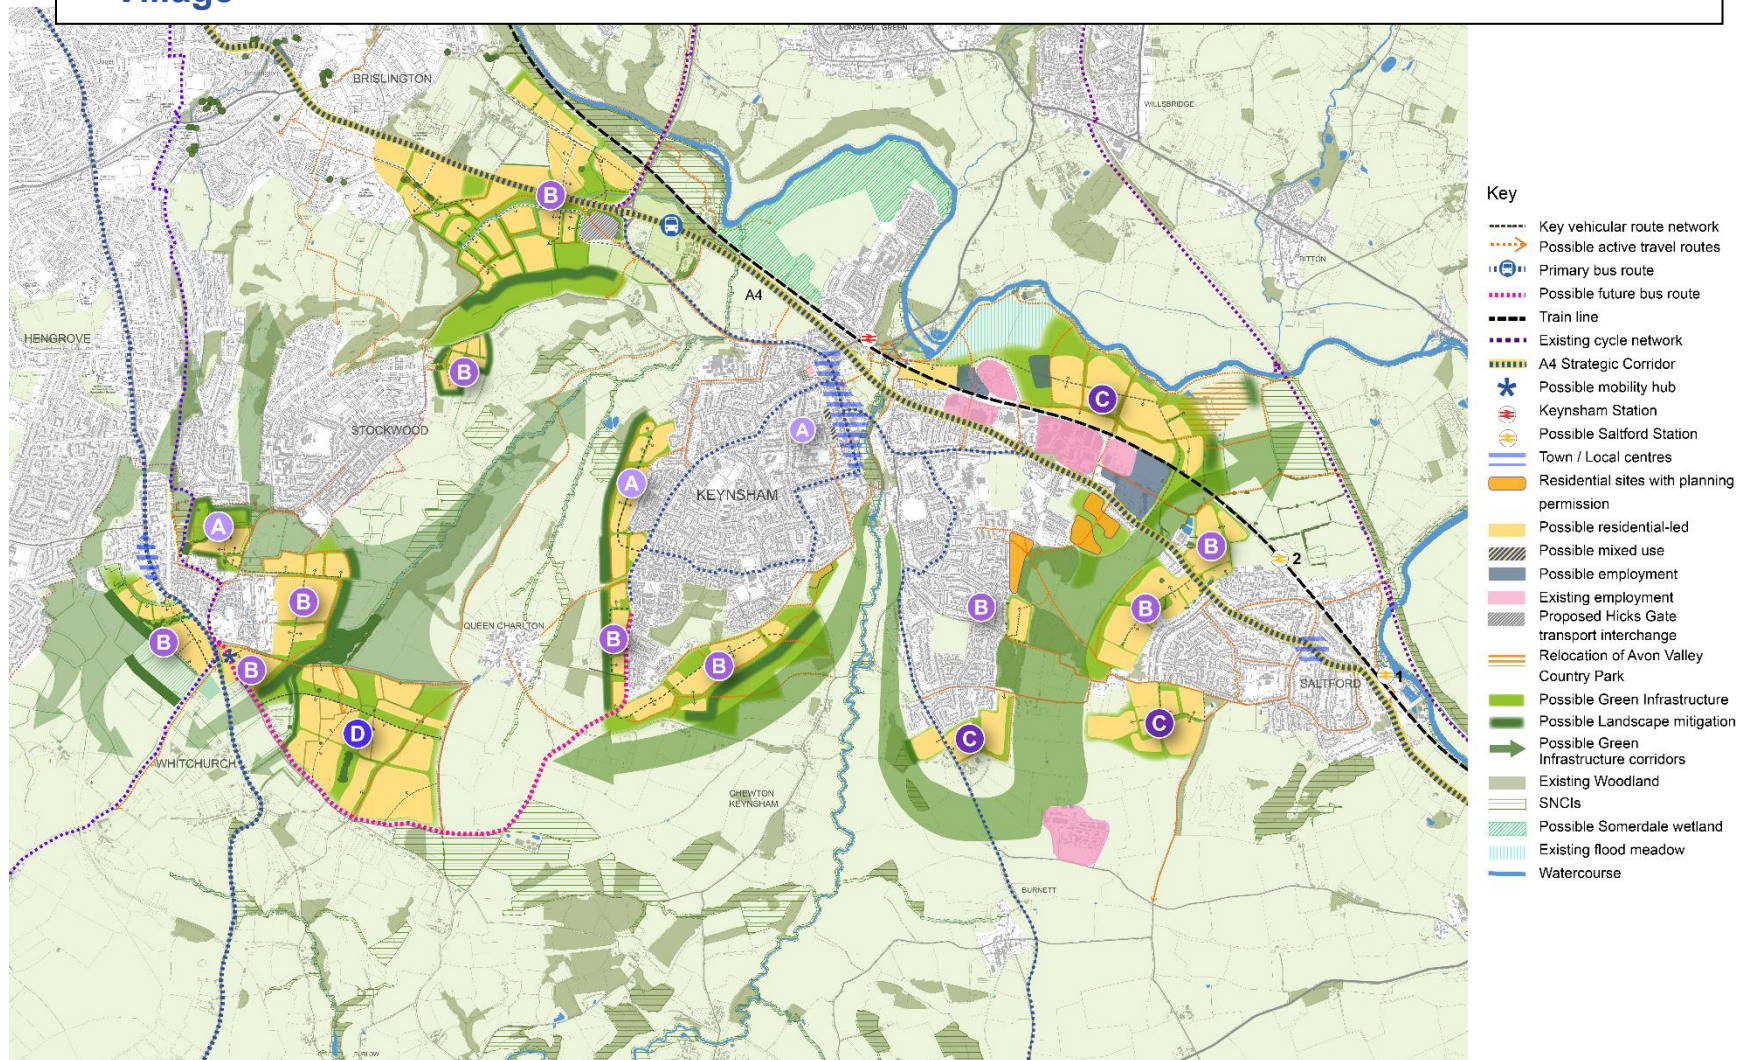 Village
LONGWELL GREEN
BRISLINGTON
WILLSBRIDGE
B
BITTON
A4
HENGROVE
B
C
STOCKWOOD
A
A
KEYNSHAM
A
B
2
B
B
B
QUEEN CHARLTON
B
B
B
B
SALTFORD
1
D
C
C
WHITCHURCH
CHEWTON
KEYNSHAM
BURNETT
Key
Key vehicular route network
Possible active travel routes
Primary bus route
Possible future bus route
Train line
Existing cycle network
A4 Strategic Corridor
Possible mobility hub
Keynsham Station
Possible Saltford Station
Town / Local centres
Residential sites with planning
permission
Possible residential-led
Possible mixed use
Possible employment
Existing employment
Proposed Hicks Gate
transport interchange
Relocation of Avon Valley
Country Park
Possible Green Infrastructure
Possible Landscape mitigation
Possible Green
Infrastructure corridors
Existing Woodland
SNCIs
Possible Somerdale wetland
Existing flood meadow
Watercourse